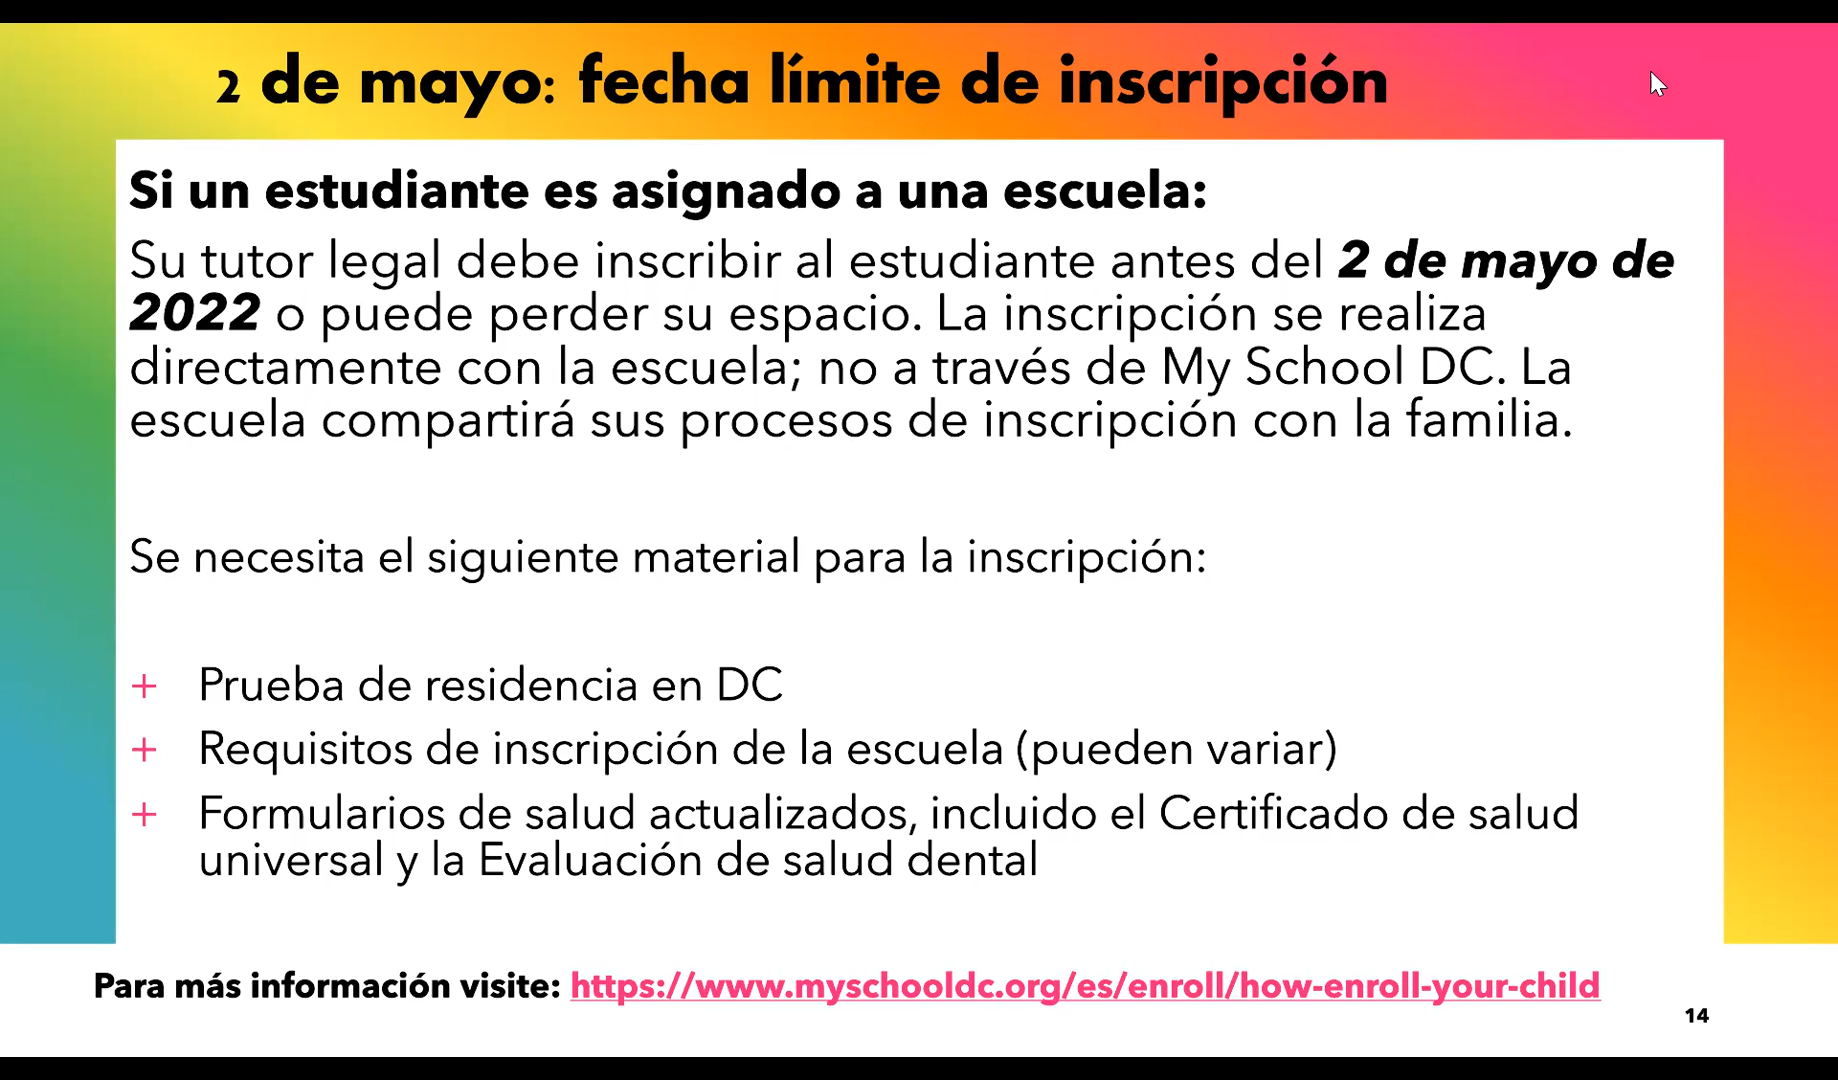 2 de mayo: fecha límite de inscripción
Si un estudiante es asignado a una escuela:
Su tutor legal debe inscribir al estudiante antes del 2 de mayo de
2022 o puede perder su espacio. La inscripción se realiza
directamente con la escuela; no a través de My School DC. La
escuela compartirá sus procesos de inscripción con la familia.
Se necesita el siguiente material para la inscripción:
+ Prueba de residencia en DC
+ Requisitos de inscripción de la escuela (pueden variar)
+ Formularios de salud actualizados, incluido el Certificado de salud
universal y la Evaluación de salud dental
Para más información visite: https://www.myschooldc.org/es/enroll/how-enroll-your-child
14